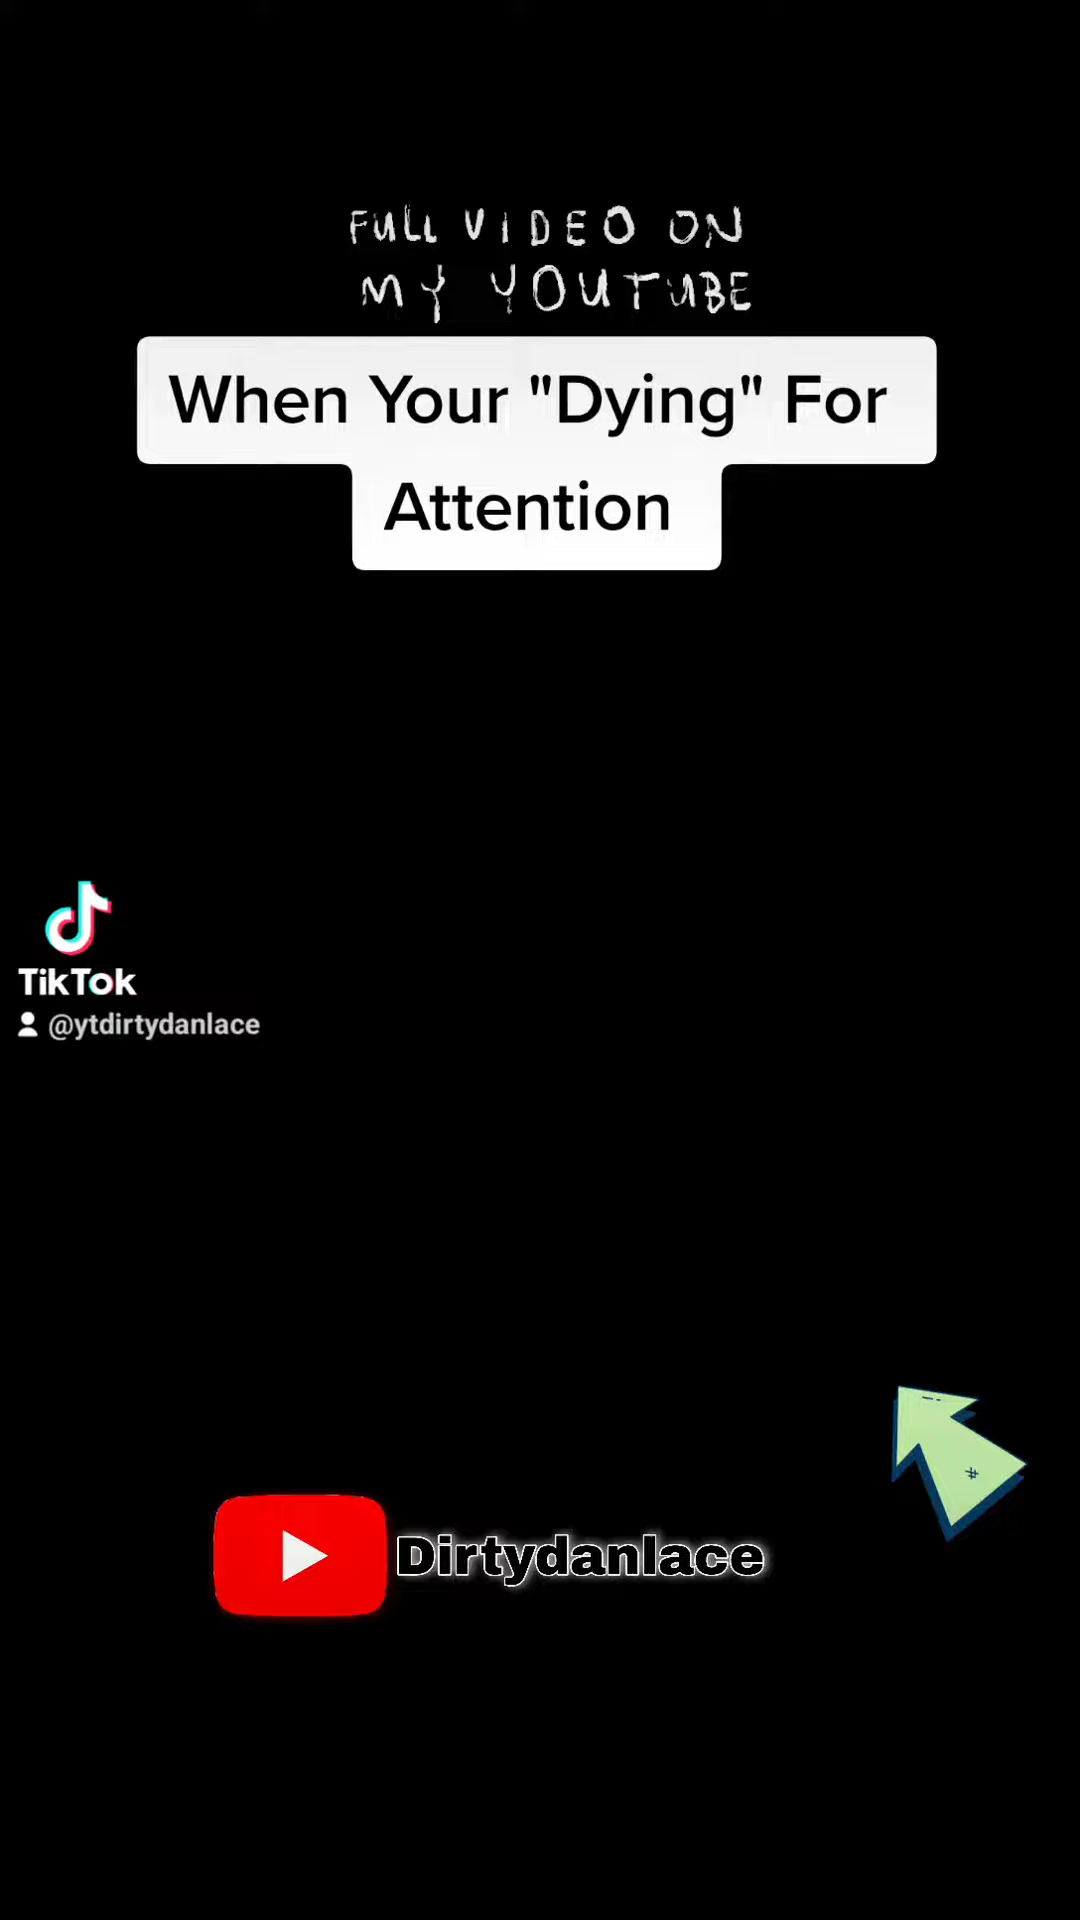 FULL VIDEO ON
MY YOUTUBE
When Your "Dying" For
Attention
TikTok
@ytdirtydanlace
#
Dirtydanlace